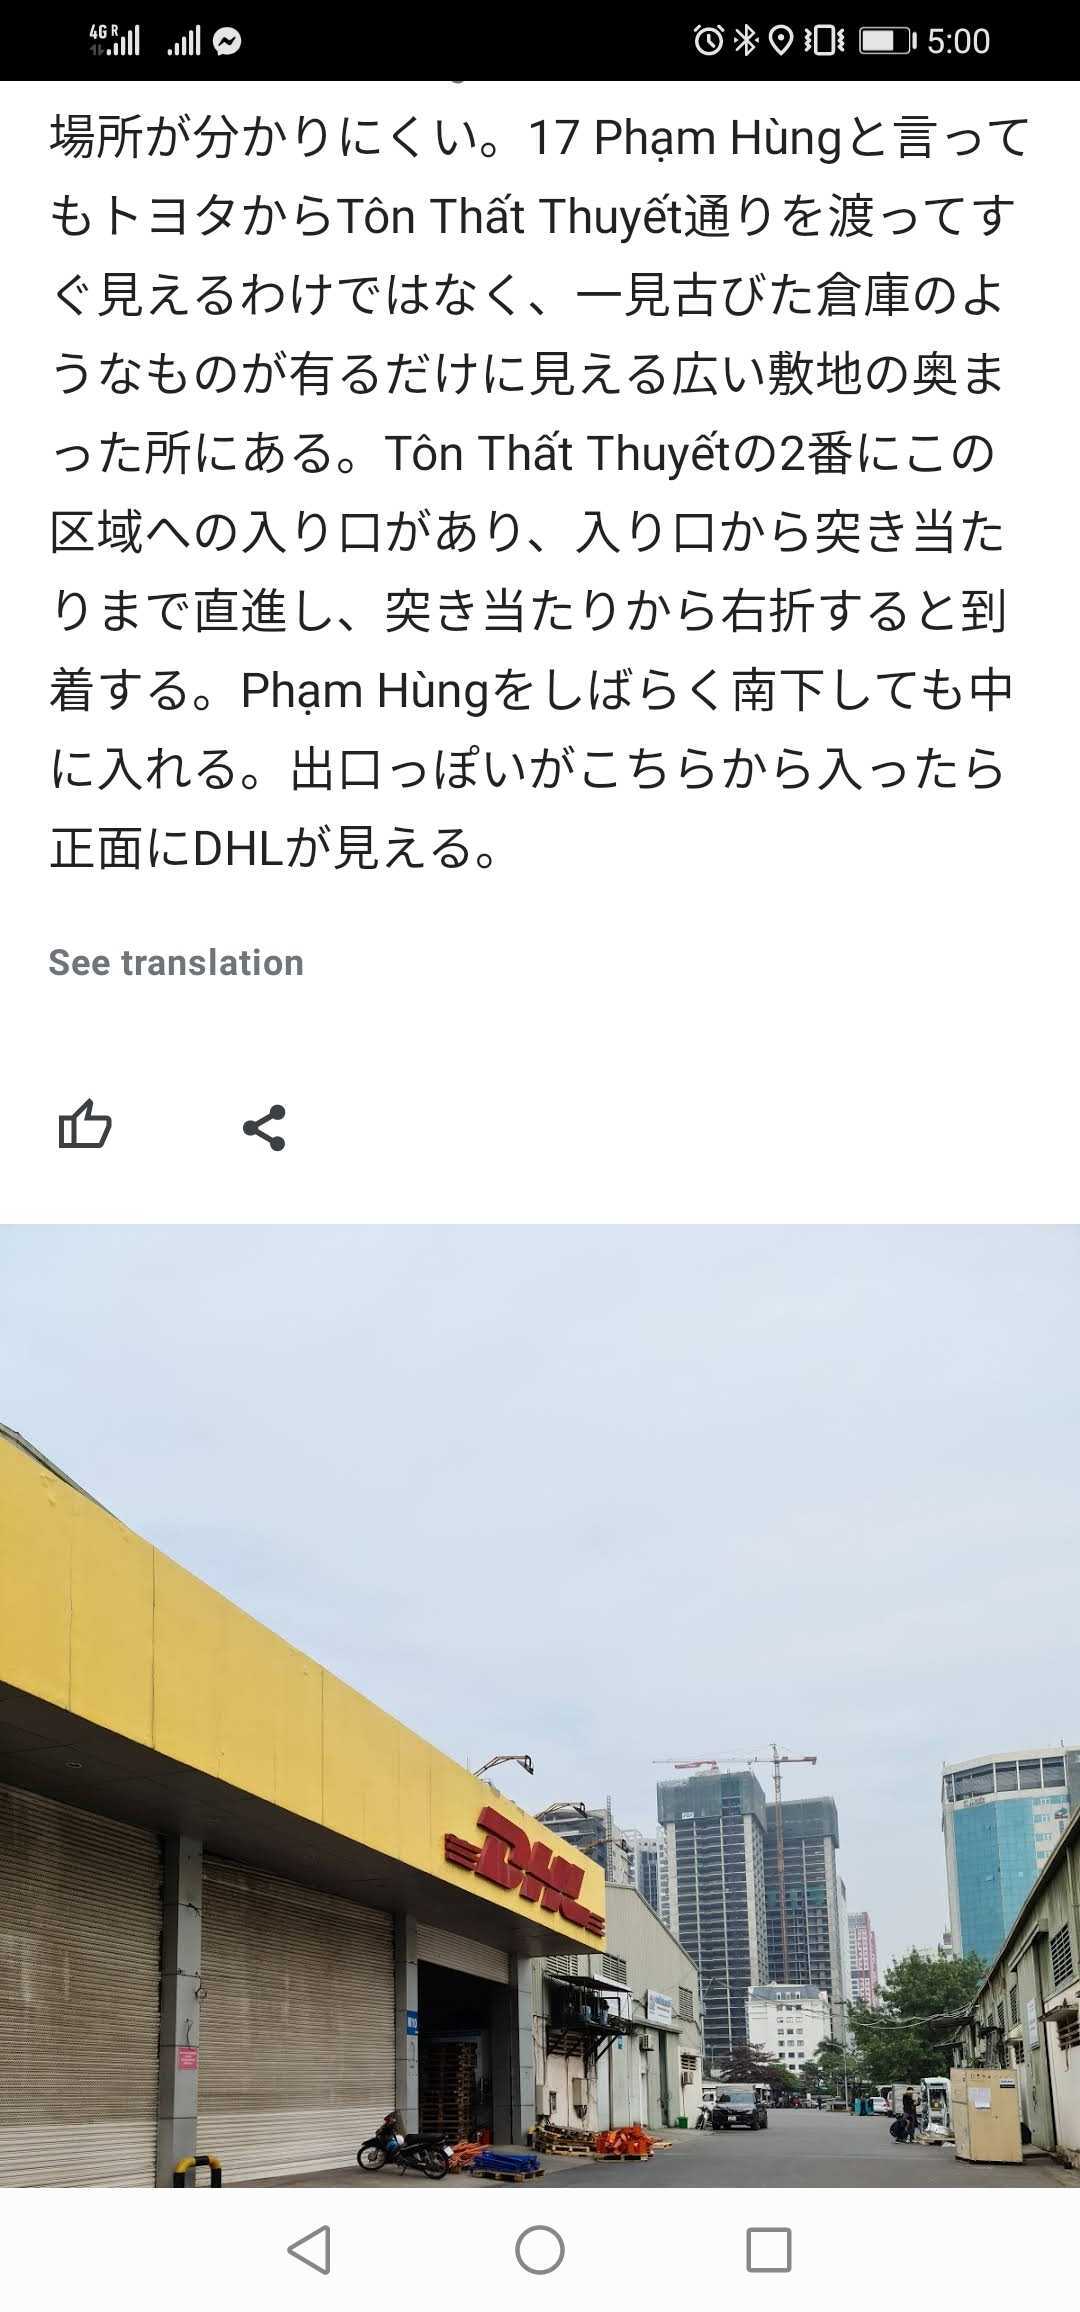 4G R
5:00
場所が分かりにくい。17 Phạm Hùngと言って
もトヨタからTôn Thất Thuyết通りを渡ってす
ぐ見えるわけではなく、一見古びた倉庫のよ
うなものが有るだけに見える広い敷地の奥ま
った所にある。Tôn Thất Thuyếtの2番にこの
区域への入り口があり、入り口から突き当た
りまで直進し、突き当たりから右折すると到
着する。Phạm Hùngをしばらく南下しても中
に入れる。出口っぽいがこちらから入ったら
正面にDHLが見える。
See translation
DHL